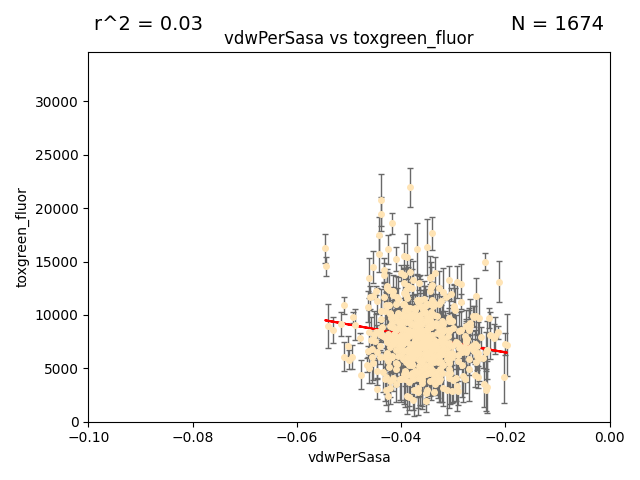 r^2 = 0.03
N = 1674
vdwPerSasa vs toxgreen_fluor
toxgreen_fluor
30000
25000
20000
15000
10000
5000
0
−0.10
−0.08
−0.06
−0.04
−0.02
0.00
vdwPerSasa